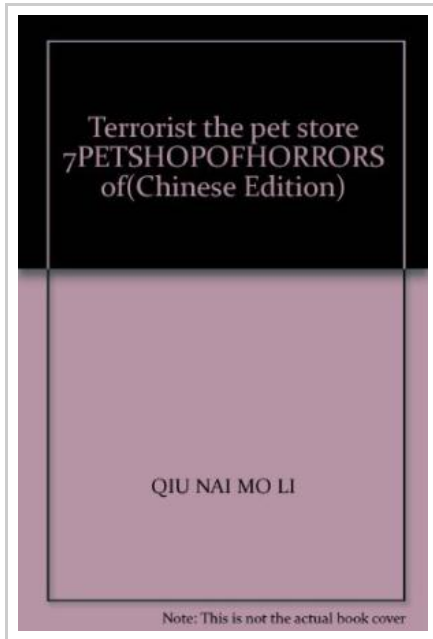 Terrorist the pet store
7PETSHOPOFHORRORS
of(Chinese Edition)
QIU NAI MO LI
Note: This is not the actual book cover